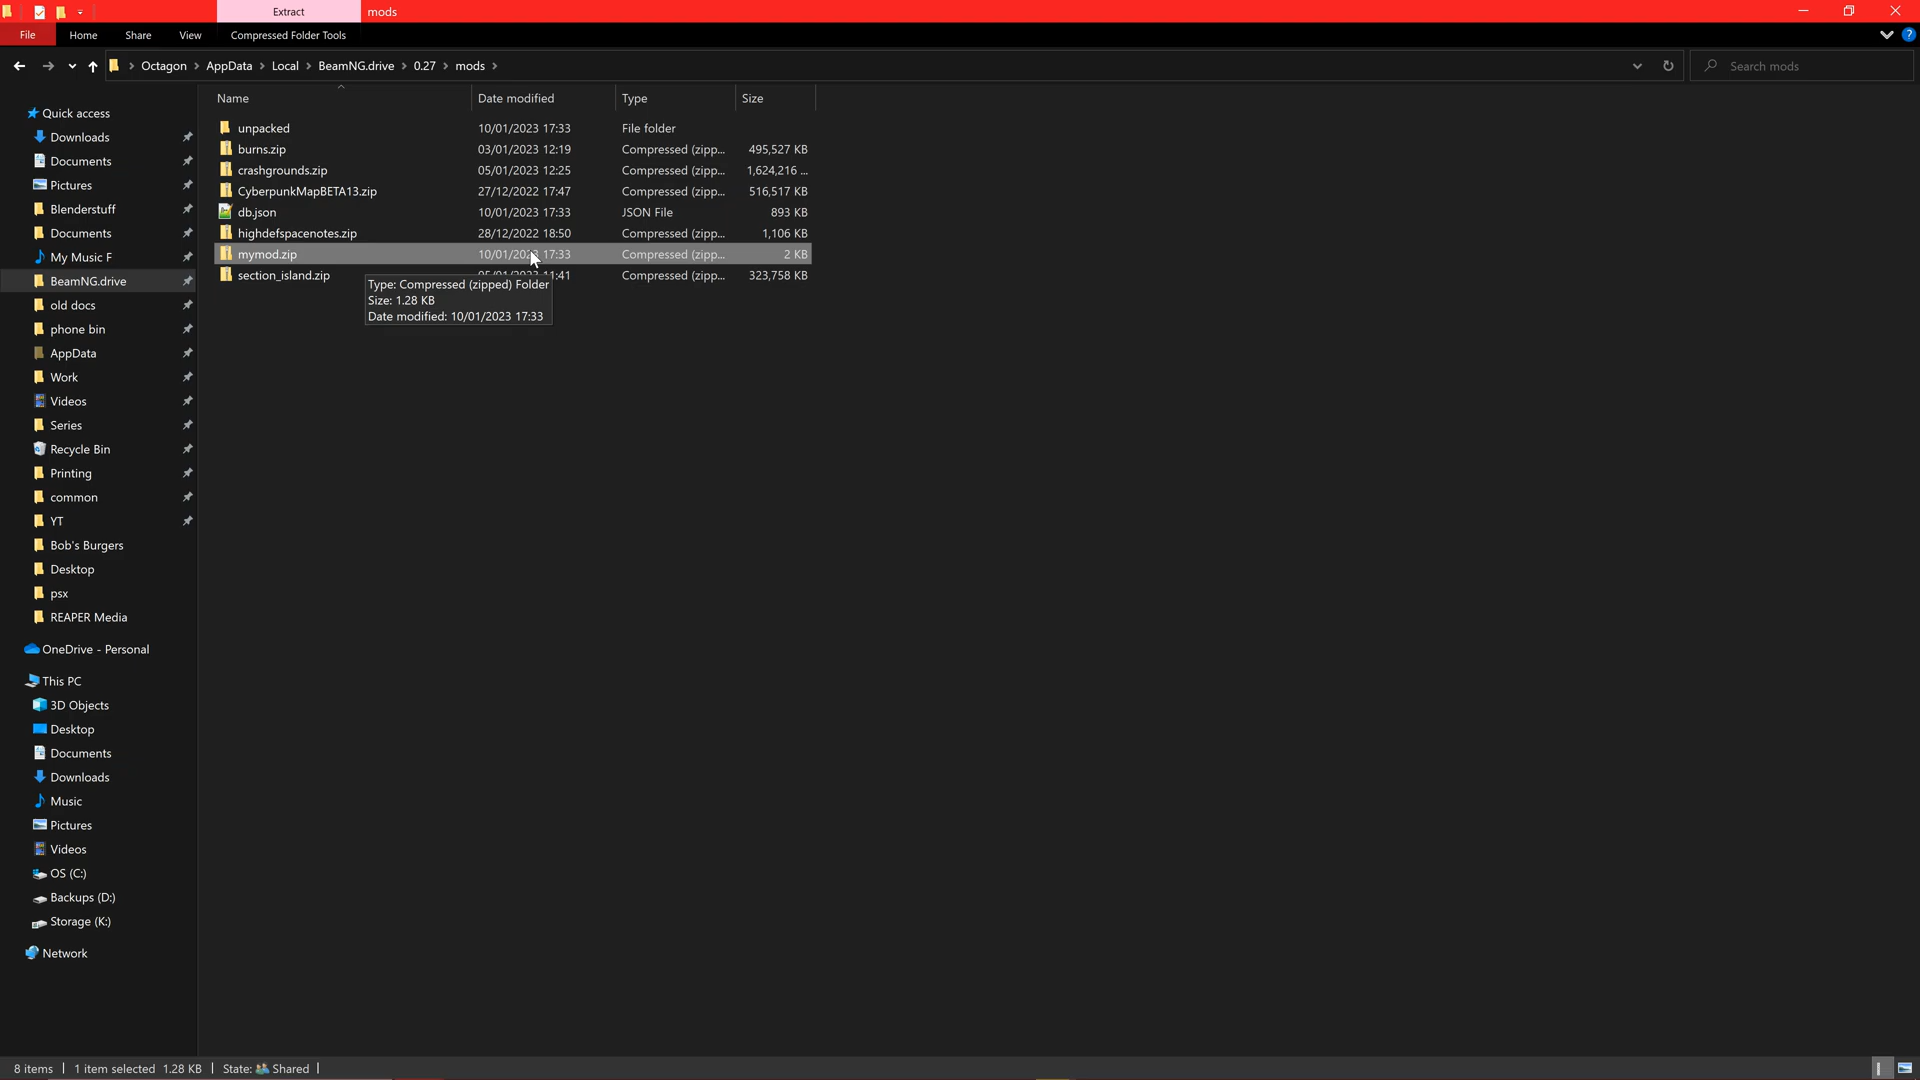 Extract mods
File Home Share View Compressed Folder Tools
Octagon AppData Local BeamNG.drive 0.27 mods Search mods
Name Date modified Type Size
unpacked 10/01/2023 17:33 File folder
burns.zip 03/01/2023 12:19 Compressed (zipp... 495,527 KB
crashgrounds.zip 05/01/2023 12:25 Compressed (zipp... 1,624,216 ...
CyberpunkMapBETA13.zip 27/12/2022 17:47 Compressed (zipp... 516,517 KB
db.json 10/01/2023 17:33 JSON File 893 KB
highdefspacenotes.zip 28/12/2022 18:50 Compressed (zipp... 1,106 KB
mymod.zip 10/01/2023 17:33 Compressed (zipp... 2 KB
section_island.zip 11:41 Compressed (zipp... 323,758 KB
Type: Compressed (zipped) Folder
Size: 1.28 KB
Date modified: 10/01/2023 17:33
Quick access
Downloads
Documents
Pictures
Blenderstuff
Documents
My Music F
BeamNG.drive
old docs
phone bin
AppData
Work
Videos
Series
Recycle Bin
Printing
common
YT
Bob's Burgers
Desktop
psx
REAPER Media
OneDrive - Personal
This PC
3D Objects
Desktop
Documents
Downloads
Music
Pictures
Videos
OS (C:)
Backups (D:)
Storage (K:)
Network
8 items 1 item selected 1.28 KB State: Shared